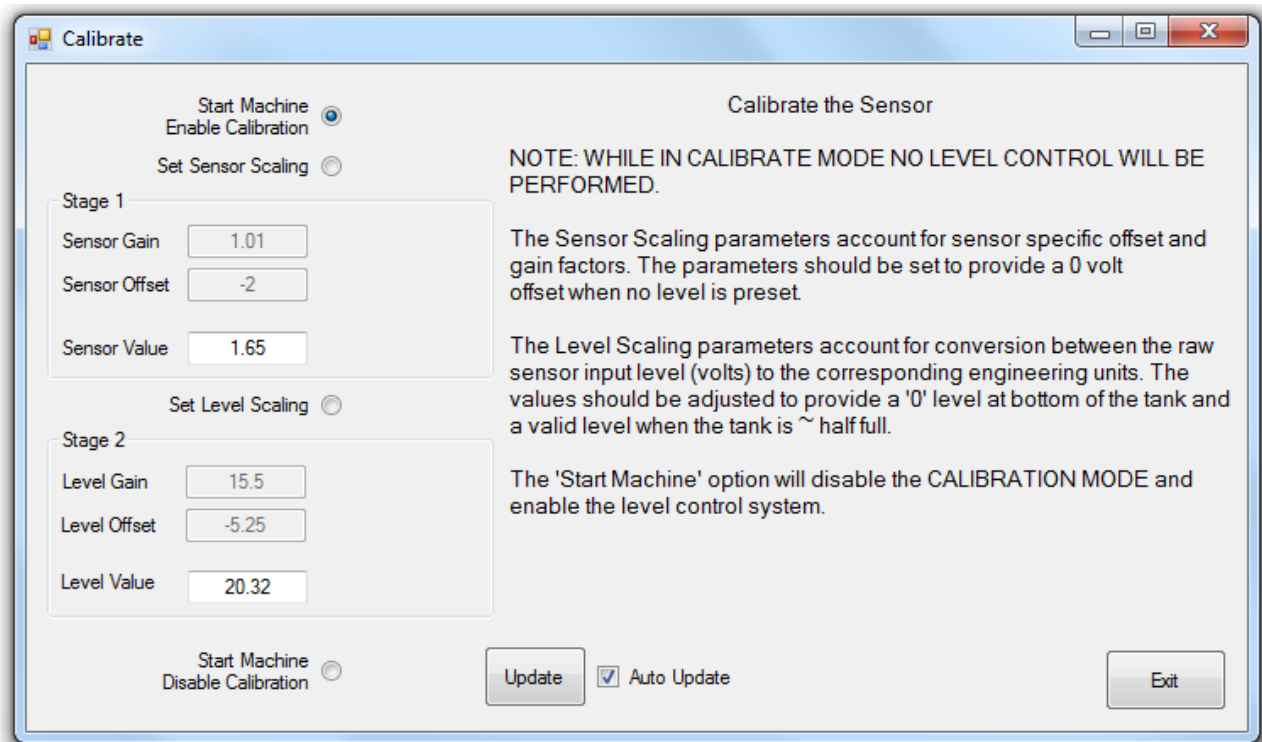 Calibrate
Start Machine
Enable Calibration
Set Sensor Scaling
Stage 1
Sensor Gain 1.01
Sensor Offset -2
Sensor Value 1.65
Set Level Scaling
Stage 2
Level Gain 15.5
Level Offset -5.25
Level Value 20.32
Start Machine
Disable Calibration
Calibrate the Sensor
NOTE: WHILE IN CALIBRATE MODE NO LEVEL CONTROL WILL BE
PERFORMED.
The Sensor Scaling parameters account for sensor specific offset and
gain factors. The parameters should be set to provide a 0 volt
offset when no level is preset.
The Level Scaling parameters account for conversion between the raw
sensor input level (volts) to the corresponding engineering units. The
values should be adjusted to provide a '0' level at bottom of the tank and
a valid level when the tank is ~ half full.
The 'Start Machine' option will disable the CALIBRATION MODE and
enable the level control system.
Update
Auto Update
Exit